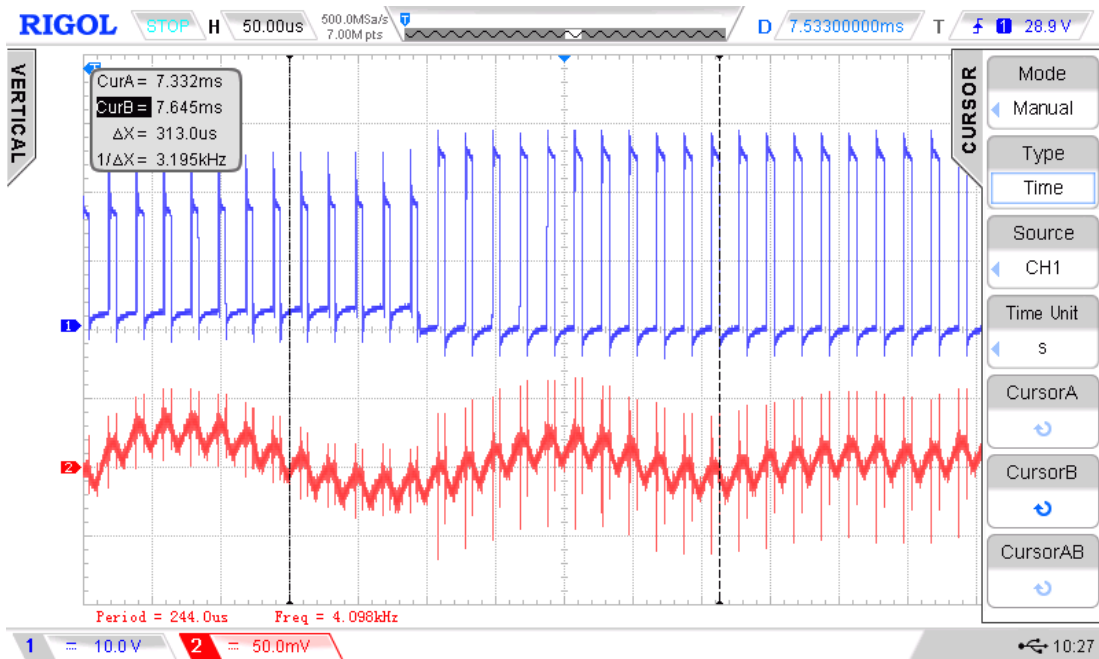 RIGOL STOP H 50.00us 500.0MSa/s 7.00M pts D 7.53300000ms T 1 28.9 V
VERTICAL
CurA = 7.332ms
CurB = 7.645ms
ΔX = 313.0us
1/ΔX = 3.195kHz
1
2
Period = 244.0us Freq = 4.098kHz
CURSOR
Mode
Manual
Type
Time
Source
CH1
Time Unit
s
CursorA
CursorB
CursorAB
1 = 10.0 V 2 = 50.0mV 10:27